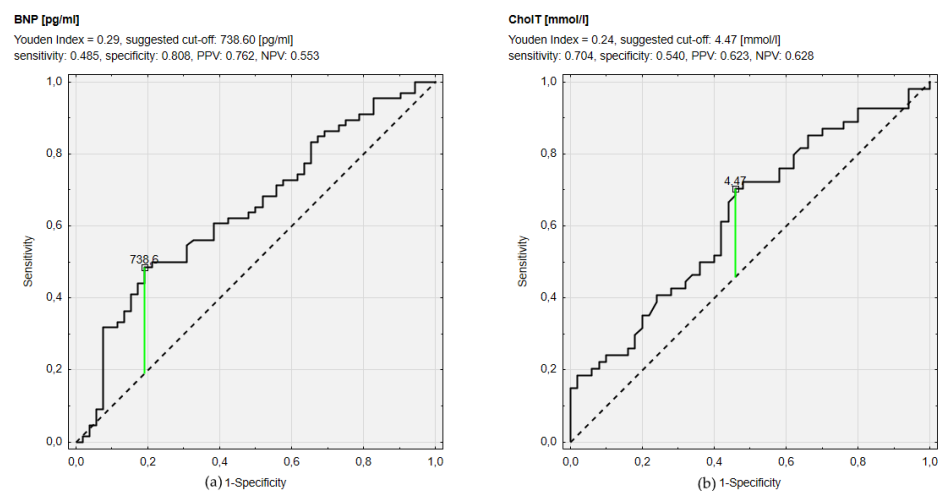 BNP [pg/ml]
Youden Index = 0.29, suggested cut-off: 738.60 [pg/ml]
sensitivity: 0.485, specificity: 0.808, PPV: 0.762, NPV: 0.553
1,0
0,8
0,6
0,4
0,2
0,0
Sensitivity
738,6
0,0 0,2 0,4 0,6 0,8 1,0
(a) 1-Specificity
CholT [mmol/l]
Youden Index = 0.24, suggested cut-off: 4.47 [mmol/l]
sensitivity: 0.704, specificity: 0.540, PPV: 0.623, NPV: 0.628
1,0
0,8
0,6
0,4
0,2
0,0
Sensitivity
4,47
0,0 0,2 0,4 0,6 0,8 1,0
(b) 1-Specificity